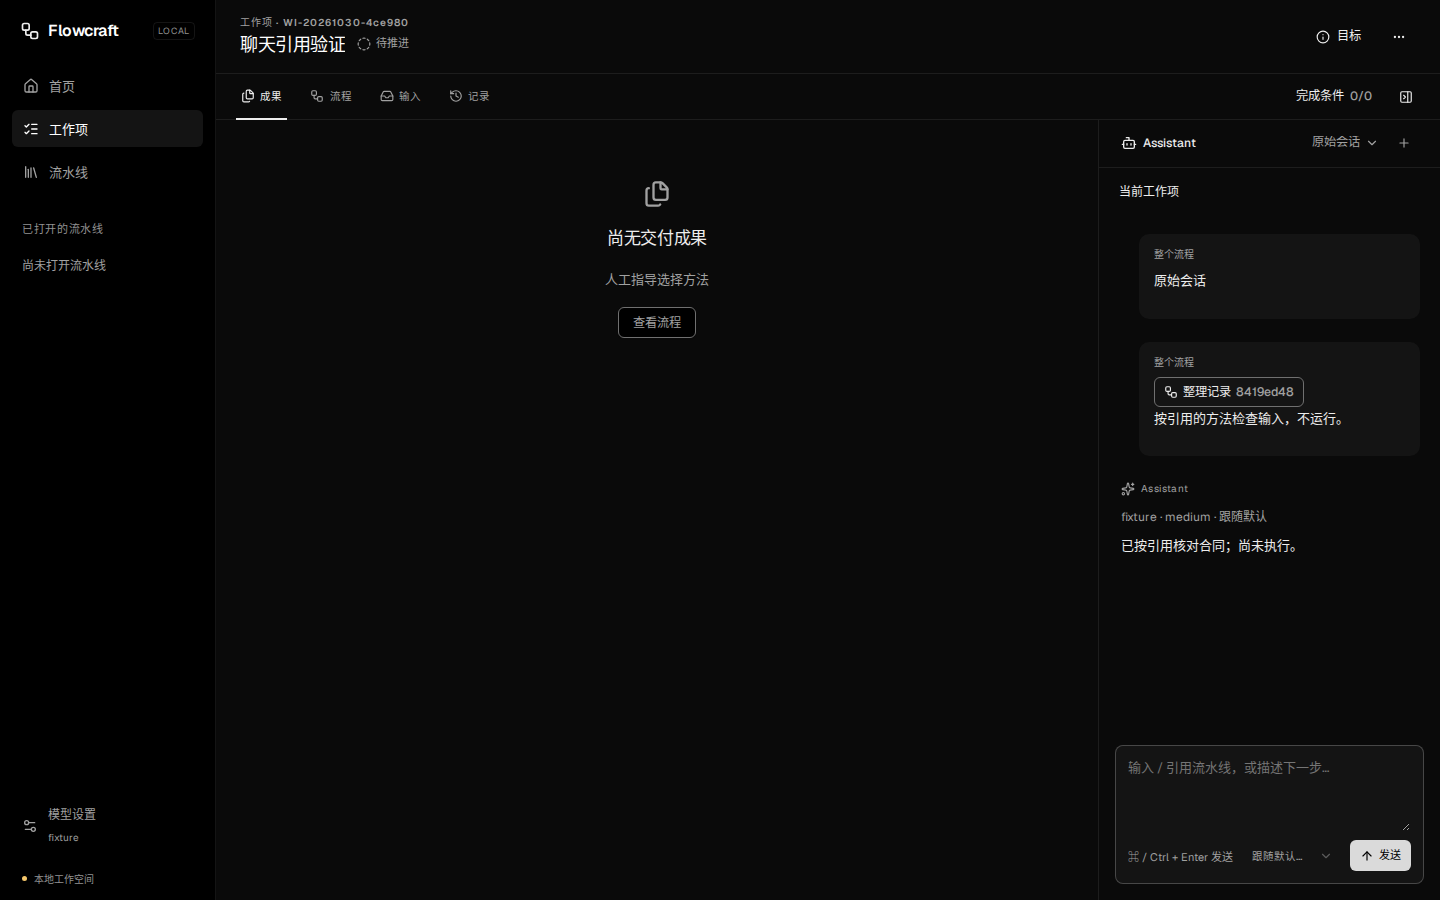 Flowcraft
LOCAL
首页
工作项
流水线
已打开的流水线
尚未打开流水线
模型设置
fixture
本地工作空间
工作项 · WI-20261030-4ce980
聊天引用验证
待推进
目标
成果
流程
输入
记录
完成条件 0/0
尚无交付成果
人工指导选择方法
查看流程
Assistant
原始会话
当前工作项
整个流程
原始会话
整个流程
整理记录 8419ed48
按引用的方法检查输入，不运行。
Assistant
fixture · medium · 跟随默认
已按引用核对合同；尚未执行。
输入 / 引用流水线，或描述下一步…
⌘ / Ctrl + Enter 发送
跟随默认…
发送